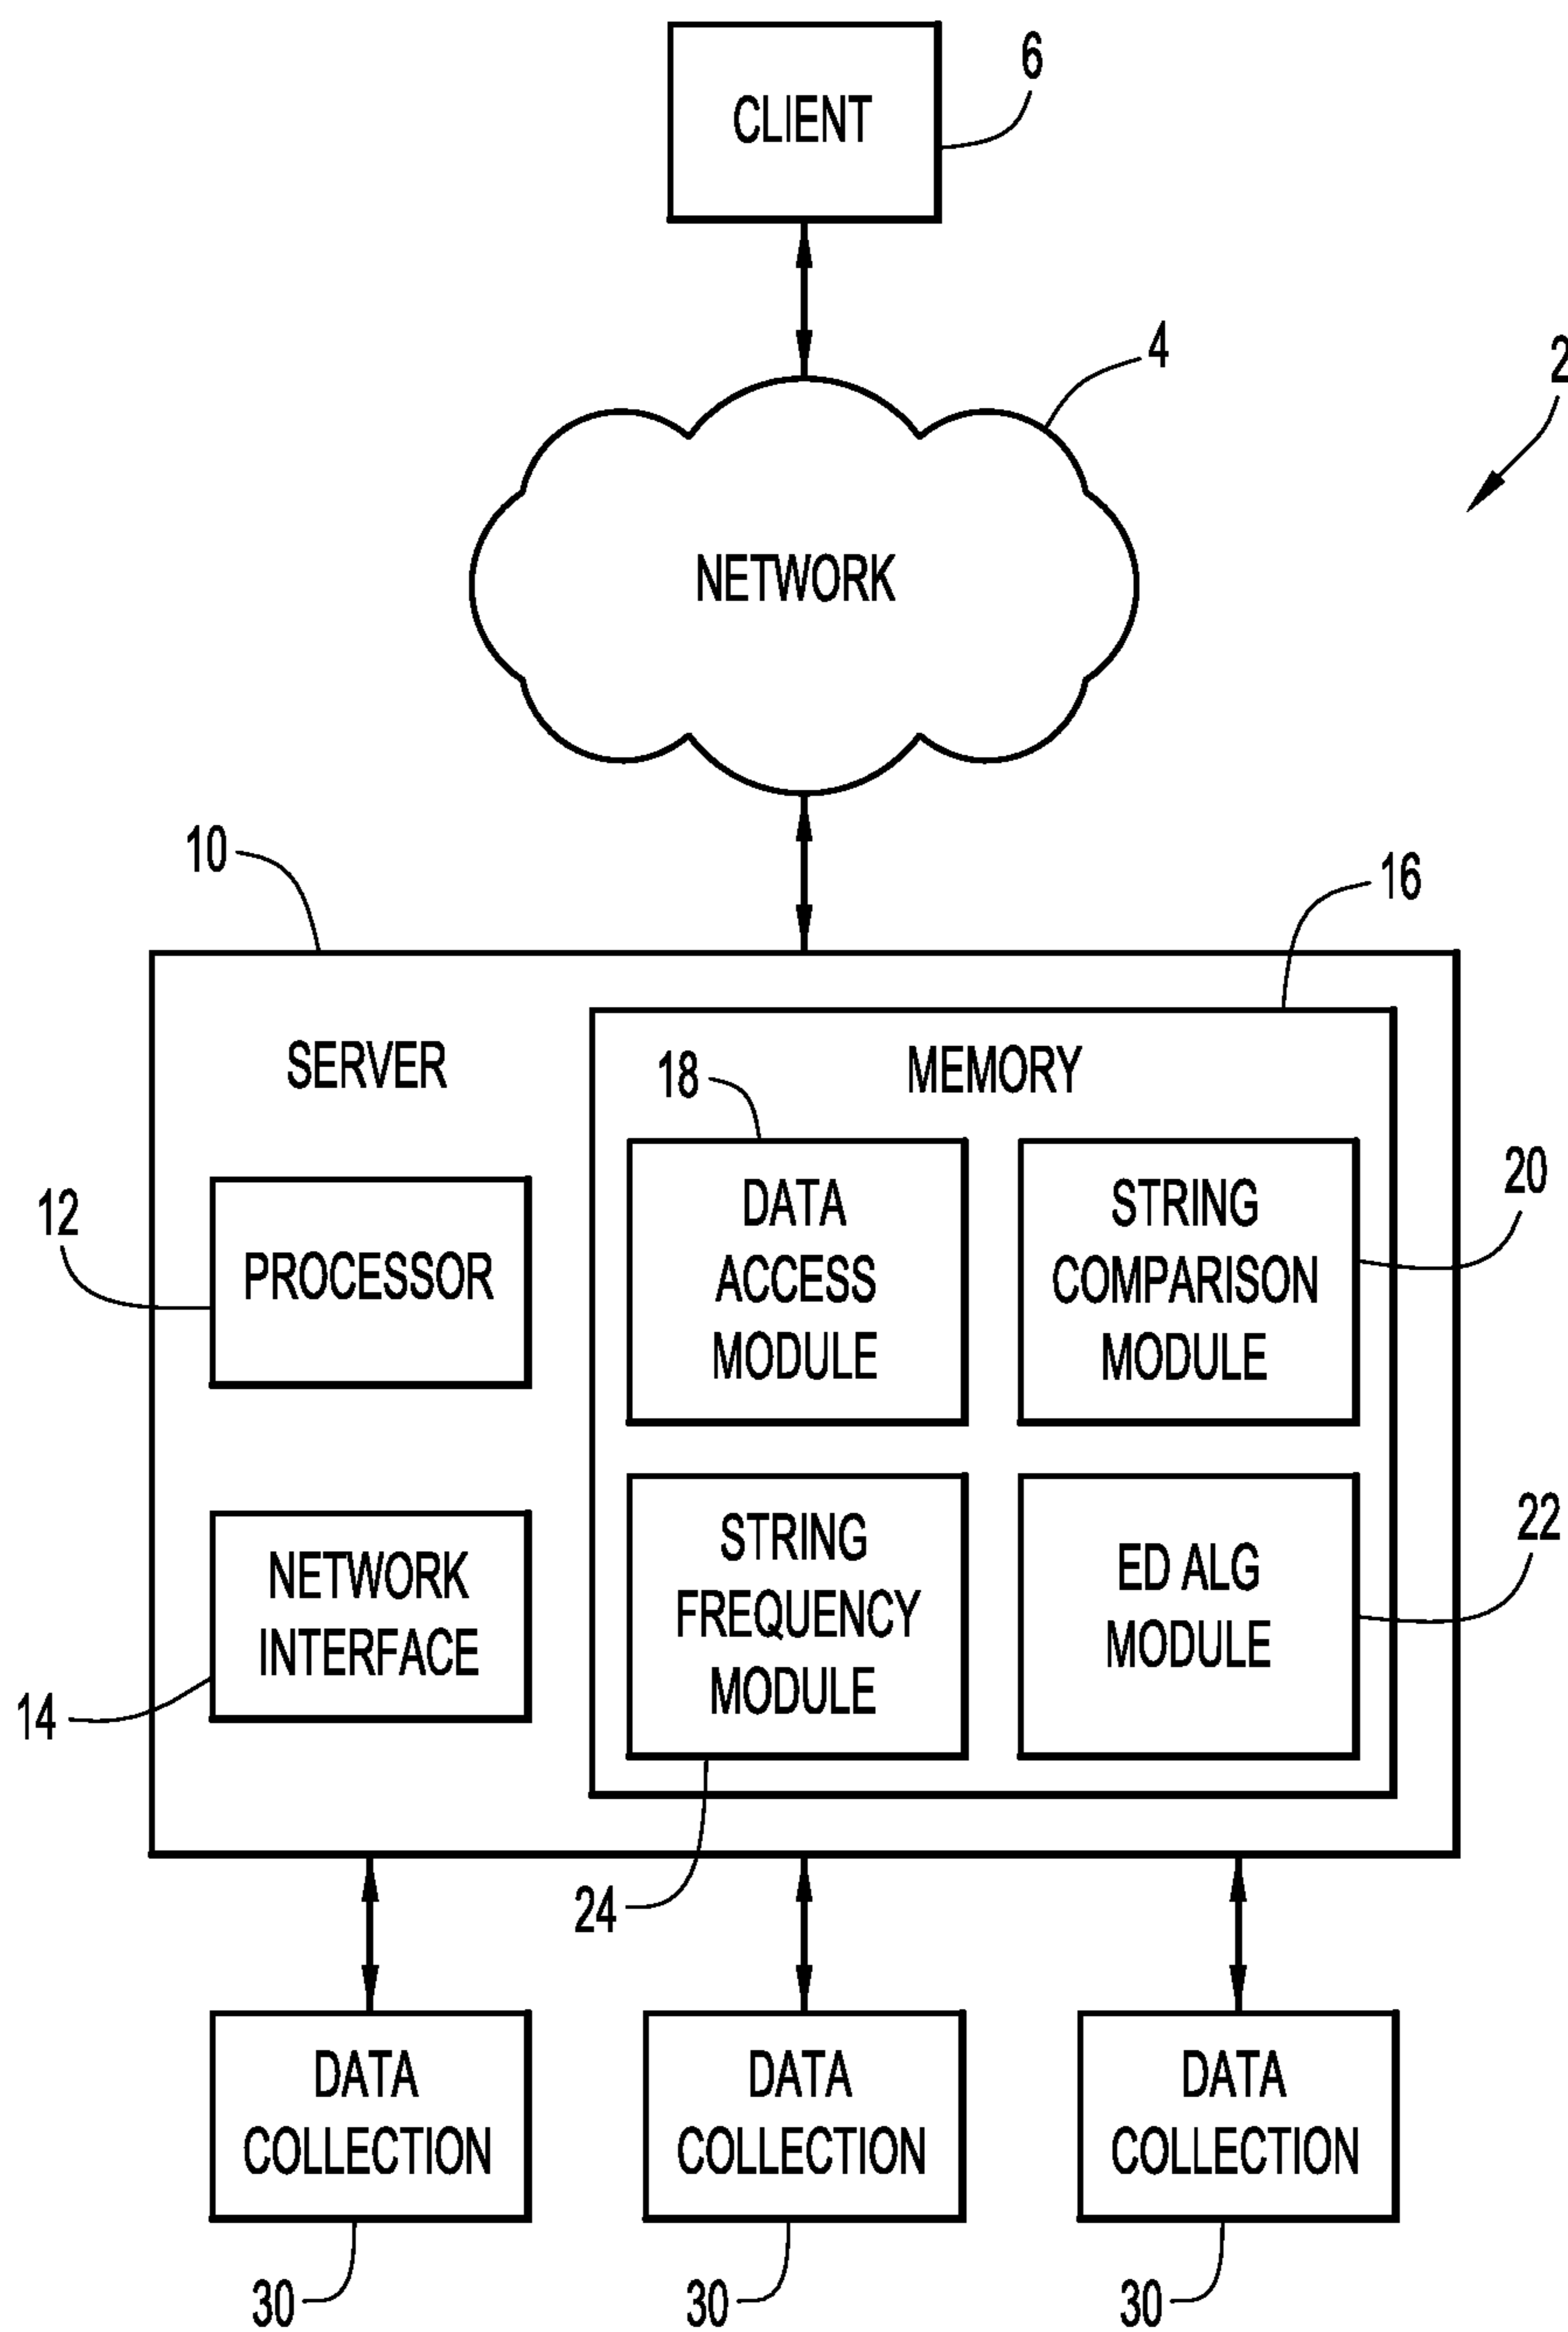 6
CLIENT
4
2
NETWORK
10
16
SERVER
MEMORY
18
12
PROCESSOR
DATA
ACCESS
MODULE
STRING
COMPARISON
MODULE
20
NETWORK
INTERFACE
14
STRING
FREQUENCY
MODULE
ED ALG
MODULE
22
24
DATA
COLLECTION
DATA
COLLECTION
DATA
COLLECTION
30
30
30